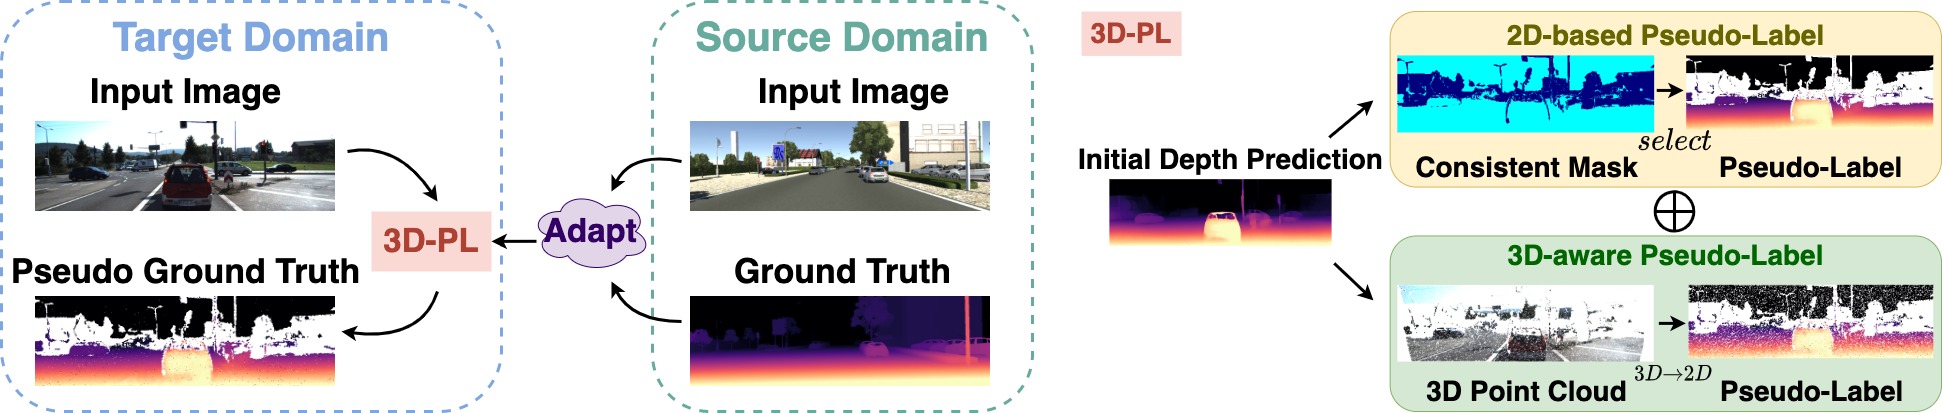 Target Domain
Input Image
3D-PL
Pseudo Ground Truth
Adapt
Source Domain
Input Image
Ground Truth
3D-PL
Initial Depth Prediction
2D-based Pseudo-Label
select
Consistent Mask
Pseudo-Label
3D-aware Pseudo-Label
3D→2D
3D Point Cloud
Pseudo-Label